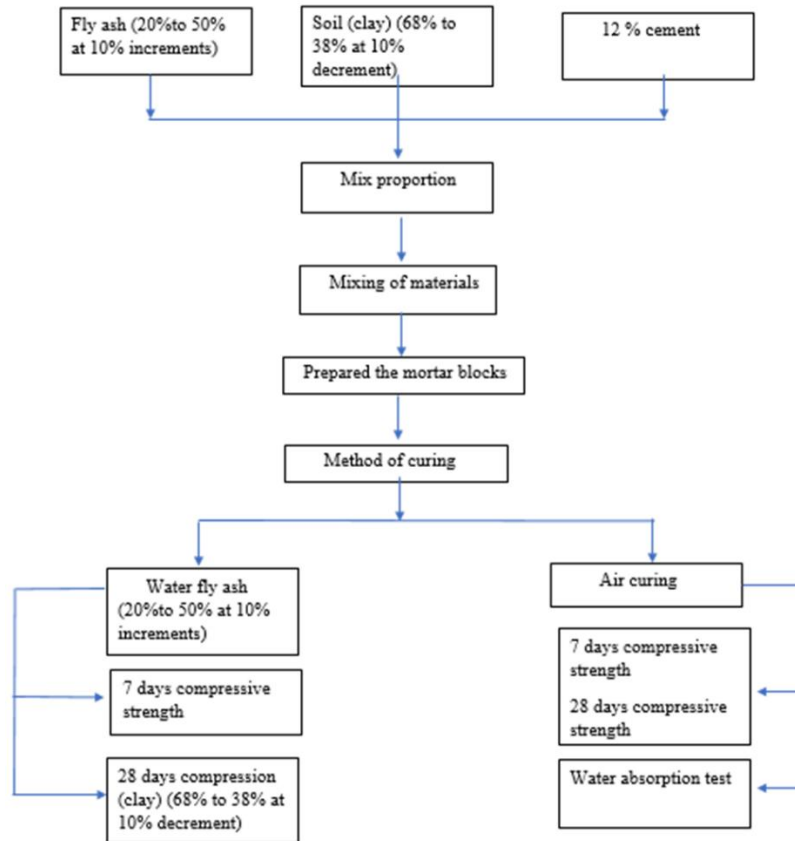 Fly ash (20%to 50%
at 10% increments)
Soil (clay) (68% to
38% at 10%
decrement)
12 % cement
Mix proportion
Mixing of materials
Prepared the mortar blocks
Method of curing
Water fly ash
(20%to 50% at 10%
increments)
7 days compressive
strength
28 days compression
(clay) (68% to 38% at
10% decrement)
Air curing
7 days compressive
strength
28 days compressive
strength
Water absorption test